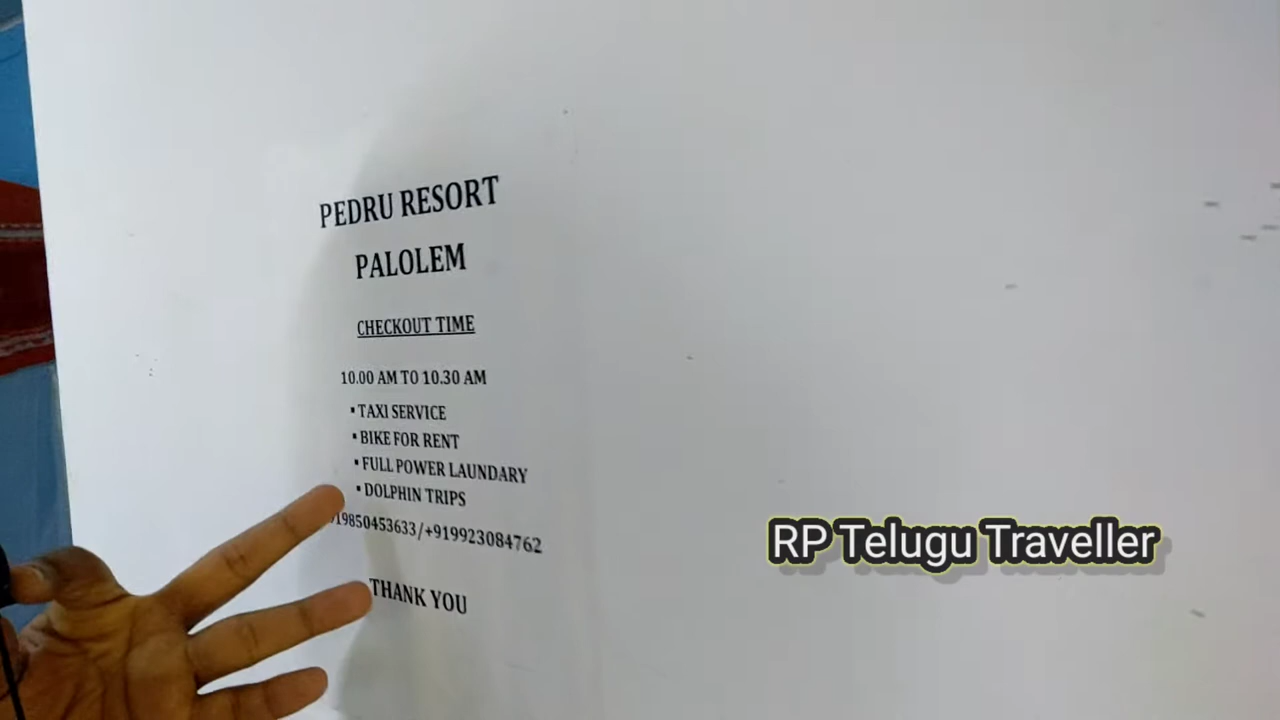 PEDRU RESORT
PALOLEM
CHECKOUT TIME
10.00 AM TO 10.30 AM
▪ TAXI SERVICE
▪ BIKE FOR RENT
▪ FULL POWER LAUNDARY
▪ DOLPHIN TRIPS
19850453633/+919923084762
THANK YOU
RP Telugu Traveller